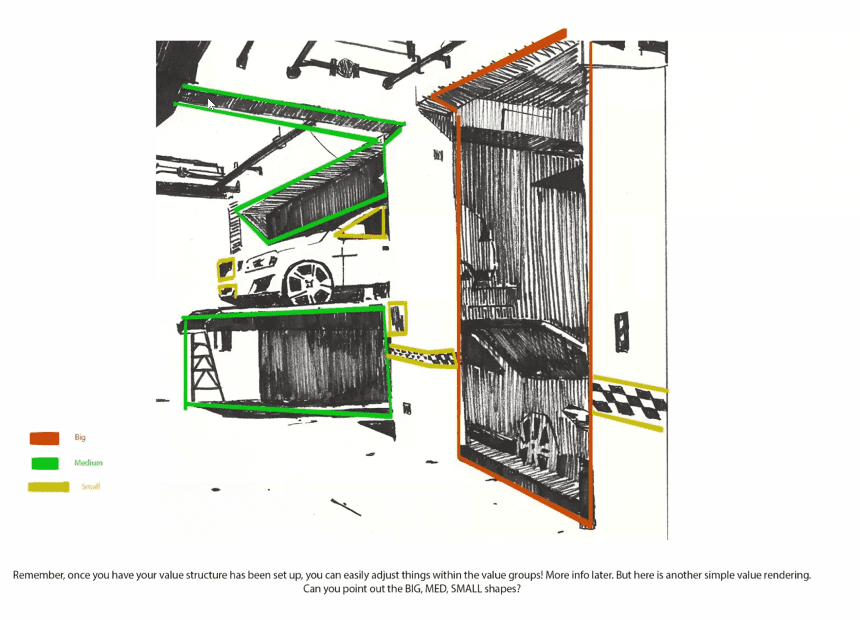 Big
Medium
Small
Remember, once you have your value structure has been set up, you can easily adjust things within the value groups! More info later. But here is another simple value rendering.
Can you point out the BIG, MED, SMALL shapes?